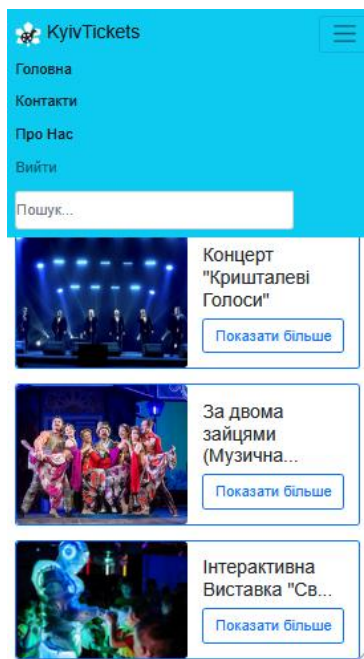 KyivTickets
Головна
Контакти
Про Нас
Вийти
Пошук...
Концерт
"Кришталеві
Голоси"
Показати більше
За двома
зайцями
(Музична...
Показати більше
Інтерактивна
Виставка "Св...
Показати більше